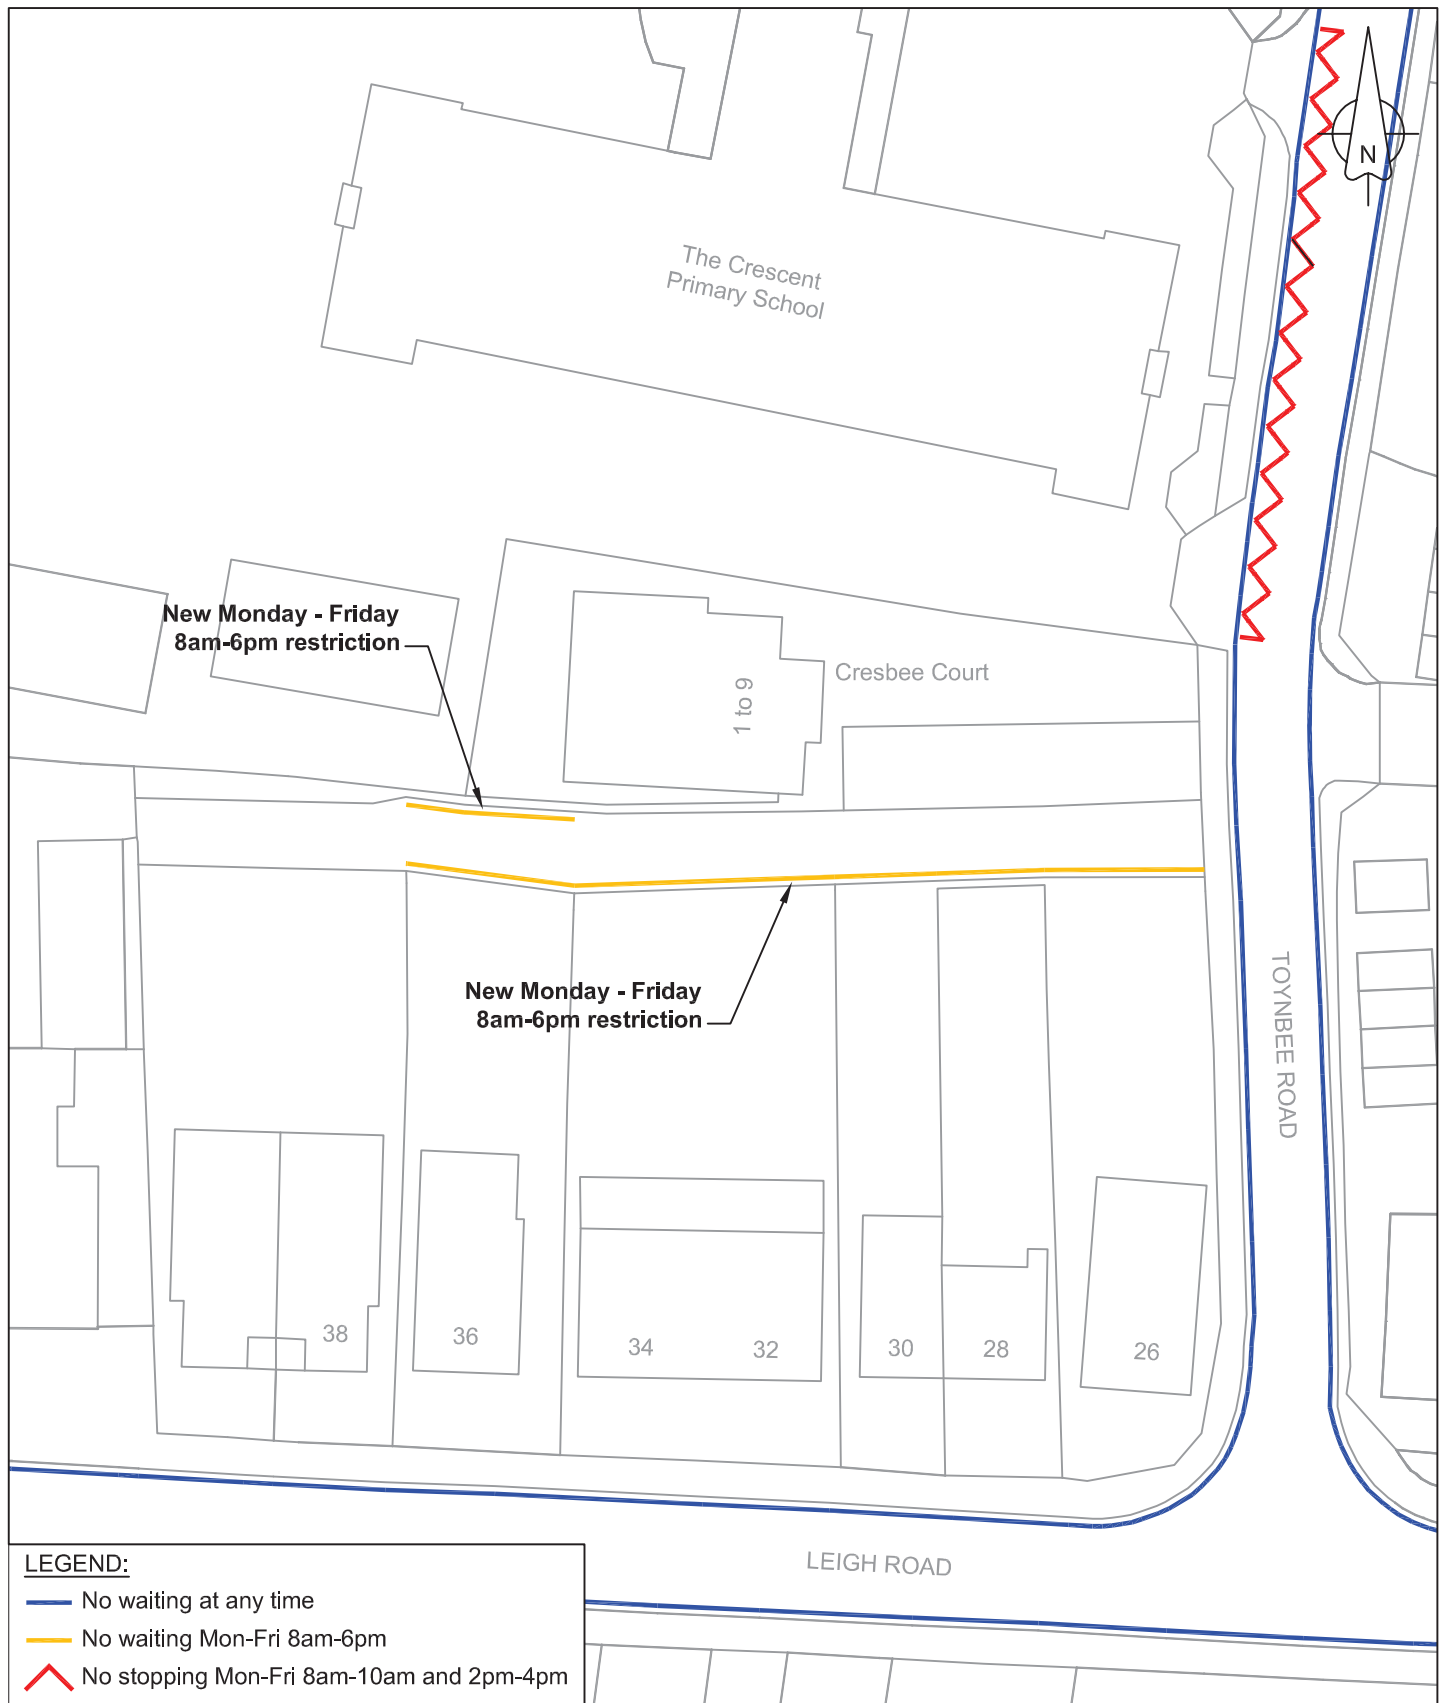 N
The Crescent
Primary School
New Monday - Friday
8am-6pm restriction
Cresbee Court
1 to 9
New Monday - Friday
8am-6pm restriction
TOYNBEE ROAD
38
36
34
32
30
28
26
LEIGH ROAD
LEGEND:
No waiting at any time
No waiting Mon-Fri 8am-6pm
No stopping Mon-Fri 8am-10am and 2pm-4pm